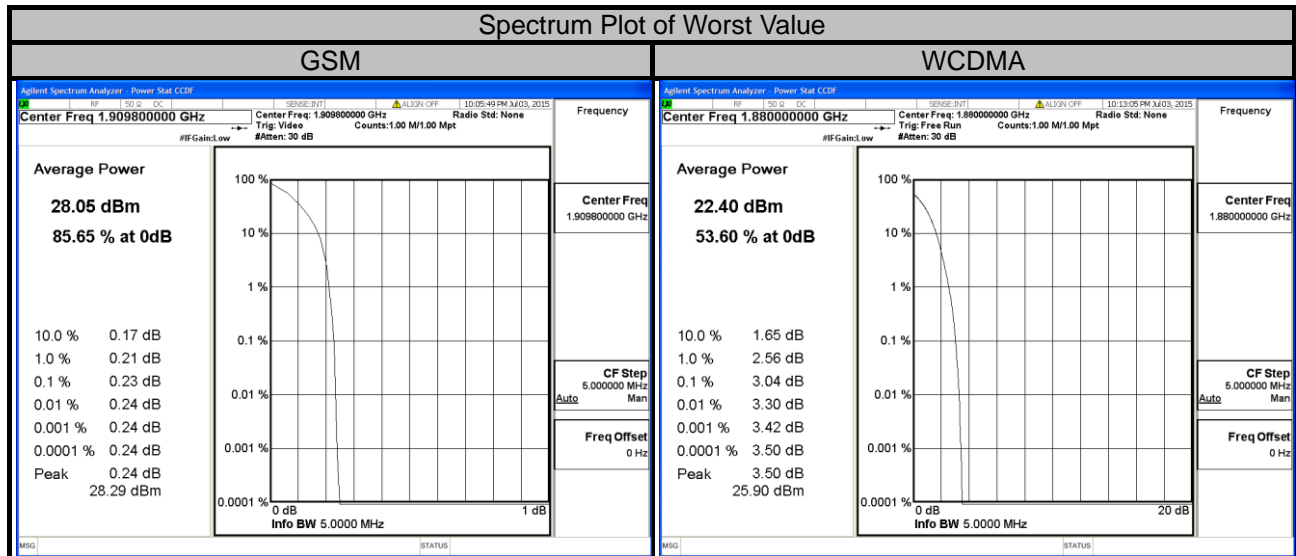 Spectrum Plot of Worst Value
GSM
WCDMA
Agilent Spectrum Analyzer - Power Stat CCDF
RF 50 Ω DC SENSE:INT ALIGN OFF 10:05:49 PM Jul 03, 2015
Center Freq 1.909800000 GHz
Center Freq: 1.909800000 GHz Radio Std: None
Trig: Video Counts:1.00 M/1.00 Mpt
#IFGain:Low #Atten: 30 dB
Frequency
Average Power
28.05 dBm
85.65 % at 0dB
10.0 % 0.17 dB
1.0 % 0.21 dB
0.1 % 0.23 dB
0.01 % 0.24 dB
0.001 % 0.24 dB
0.0001 % 0.24 dB
Peak 0.24 dB
28.29 dBm
100 %
10 %
1 %
0.1 %
0.01 %
0.001 %
0.0001 %
0 dB 1 dB
Info BW 5.0000 MHz
Center Freq
1.909800000 GHz
CF Step
5.000000 MHz
Auto Man
Freq Offset
0 Hz
MSG STATUS
Agilent Spectrum Analyzer - Power Stat CCDF
RF 50 Ω DC SENSE:INT ALIGN OFF 10:13:05 PM Jul 03, 2015
Center Freq 1.880000000 GHz
Center Freq: 1.880000000 GHz Radio Std: None
Trig: Free Run Counts:1.00 M/1.00 Mpt
#IFGain:Low #Atten: 30 dB
Frequency
Average Power
22.40 dBm
53.60 % at 0dB
10.0 % 1.65 dB
1.0 % 2.56 dB
0.1 % 3.04 dB
0.01 % 3.30 dB
0.001 % 3.42 dB
0.0001 % 3.50 dB
Peak 3.50 dB
25.90 dBm
100 %
10 %
1 %
0.1 %
0.01 %
0.001 %
0.0001 %
0 dB 20 dB
Info BW 5.0000 MHz
Center Freq
1.880000000 GHz
CF Step
5.000000 MHz
Auto Man
Freq Offset
0 Hz
MSG STATUS